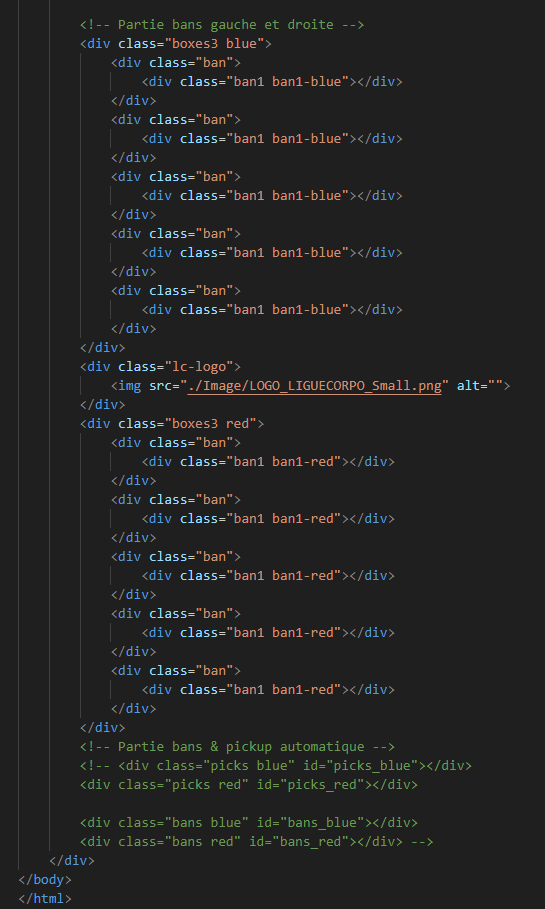 <!-- Partie bans gauche et droite -->
<div class="boxes3 blue">
<div class="ban">
<div class="ban1 ban1-blue"></div>
</div>
<div class="ban">
<div class="ban1 ban1-blue"></div>
</div>
<div class="ban">
<div class="ban1 ban1-blue"></div>
</div>
<div class="ban">
<div class="ban1 ban1-blue"></div>
</div>
<div class="ban">
<div class="ban1 ban1-blue"></div>
</div>
</div>
<div class="lc-logo">
<img src="./Image/LOGO_LIGUECORPO_Small.png" alt="">
</div>
<div class="boxes3 red">
<div class="ban">
<div class="ban1 ban1-red"></div>
</div>
<div class="ban">
<div class="ban1 ban1-red"></div>
</div>
<div class="ban">
<div class="ban1 ban1-red"></div>
</div>
<div class="ban">
<div class="ban1 ban1-red"></div>
</div>
<div class="ban">
<div class="ban1 ban1-red"></div>
</div>
</div>
<!-- Partie bans & pickup automatique -->
<!-- <div class="picks blue" id="picks_blue"></div>
<div class="picks red" id="picks_red"></div>
<div class="bans blue" id="bans_blue"></div>
<div class="bans red" id="bans_red"></div> -->
</div>
</body>
</html>